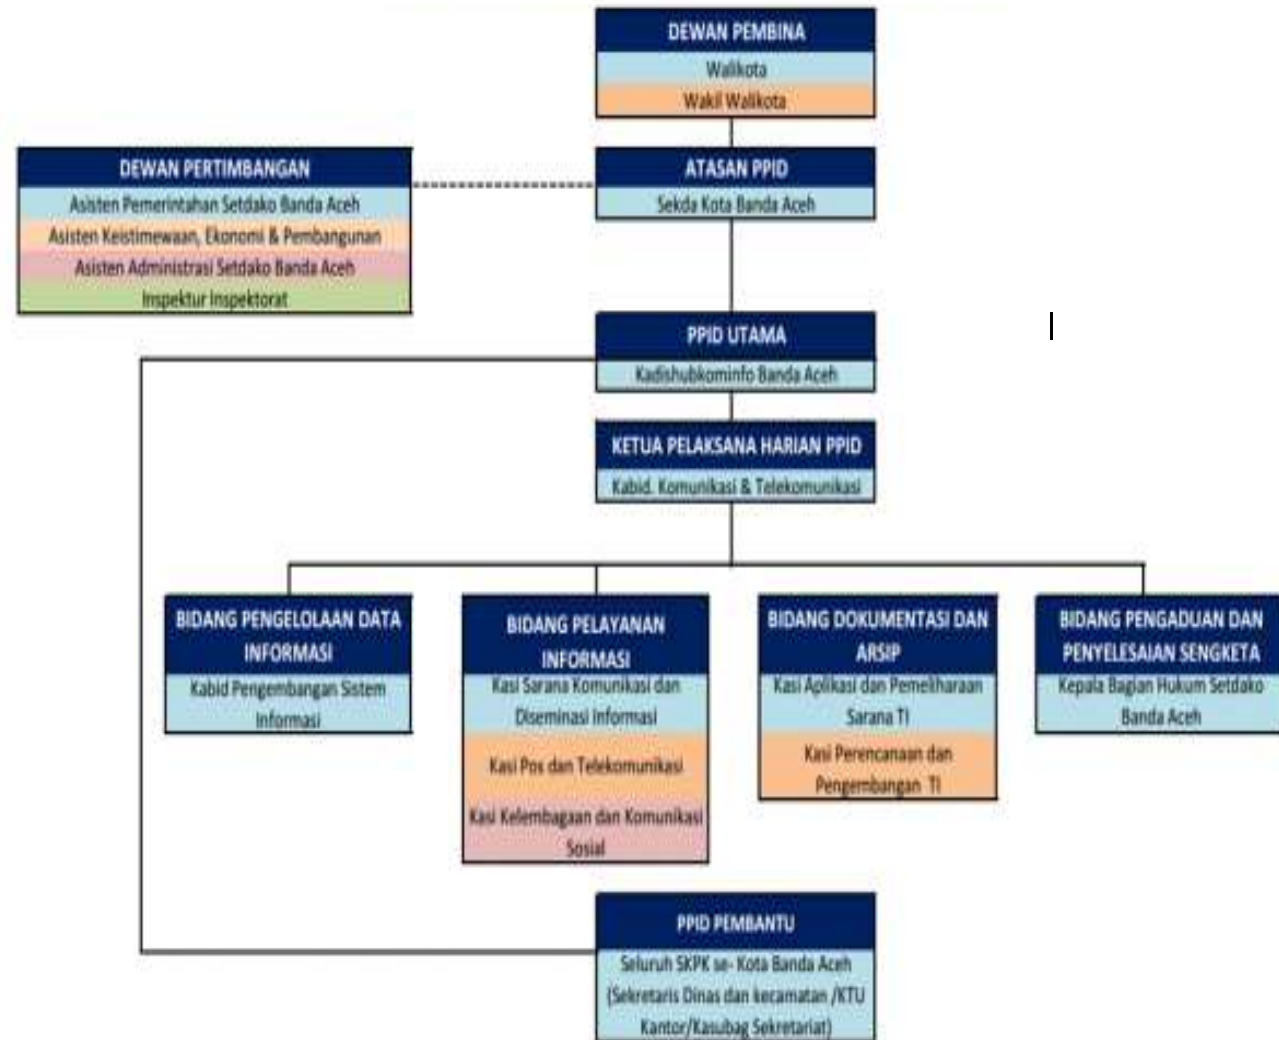 DEWAN PEMBINA
Walikota
Wakil Walikota
DEWAN PERTIMBANGAN
Asisten Pemerintahan Setdako Banda Aceh
Asisten Keistimewaan, Ekonomi & Pembangunan
Asisten Administrasi Setdako Banda Aceh
Inspektur Inspektorat
ATASAN PPID
Sekda Kota Banda Aceh
PPID UTAMA
Kadishubkominfo Banda Aceh
KETUA PELAKSANA HARIAN PPID
Kabid. Komunikasi & Telekomunikasi
BIDANG PENGELOLAAN DATA
INFORMASI
Kabid Pengembangan Sistem
Informasi
BIDANG PELAYANAN
INFORMASI
Kasi Sarana Komunikasi dan
Diseminasi Informasi
Kasi Pos dan Telekomunikasi
Kasi Kelembagaan dan Komunikasi
Sosial
BIDANG DOKUMENTASI DAN
ARSIP
Kasi Aplikasi dan Pemeliharaan
Sarana TI
Kasi Perencanaan dan
Pengembangan TI
BIDANG PENGADUAN DAN
PENYELESAIAN SENGKETA
Kepala Bagian Hukum Setdako
Banda Aceh
PPID PEMBANTU
Seluruh SKPK se- Kota Banda Aceh
(Sekretaris Dinas dan kecamatan /KTU
Kantor/Kasubag Sekretariat)